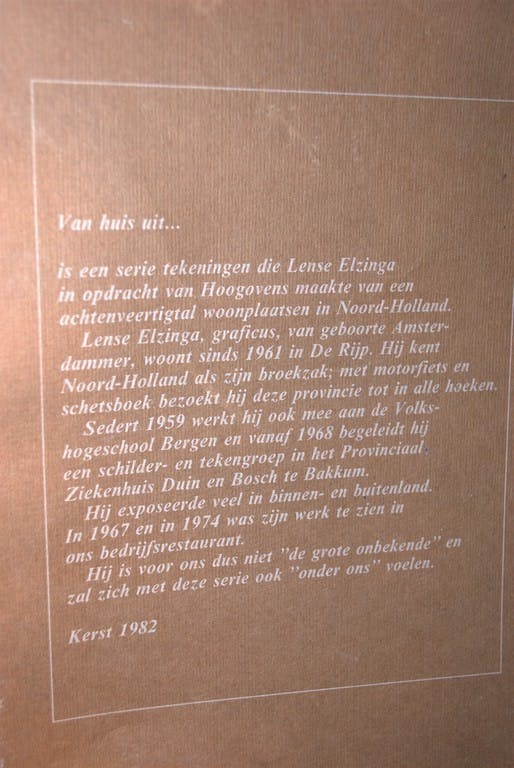 Van huis uit...
is een serie tekeningen die Lense Elzinga
in opdracht van Hoogovens maakte van een
achtenveertigtal woonplaatsen in Noord-Holland.
Lense Elzinga, graficus, van geboorte Amster-
dammer, woont sinds 1961 in De Rijp. Hij kent
Noord-Holland als zijn broekzak; met motorfiets en
schetsboek bezoekt hij deze provincie tot in alle hoeken.
Sedert 1959 werkt hij ook mee aan de Volks-
hogeschool Bergen en vanaf 1968 begeleidt hij
een schilder- en tekengroep in het Provinciaal
Ziekenhuis Duin en Bosch te Bakkum.
Hij exposeerde veel in binnen- en buitenland.
In 1967 en in 1974 was zijn werk te zien in
ons bedrijfsrestaurant.
Hij is voor ons dus niet ”de grote onbekende” en
zal zich met deze serie ook ”onder ons” voelen.
Kerst 1982